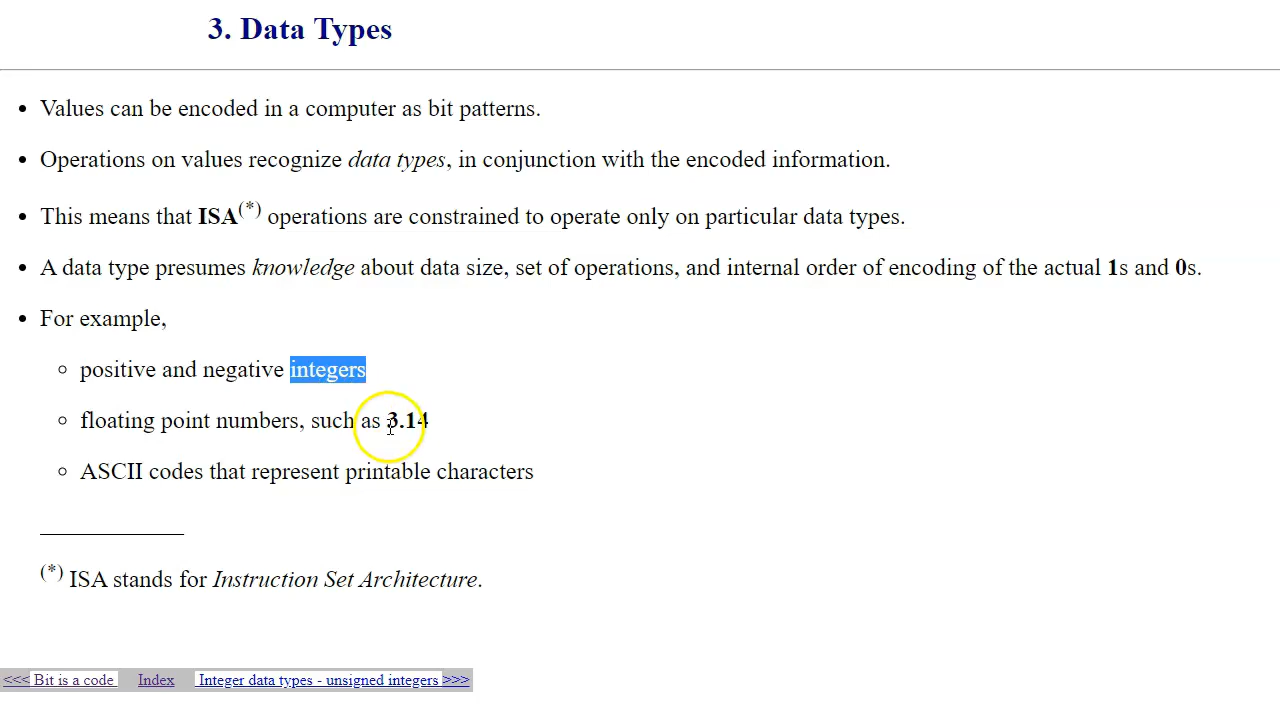 3. Data Types
• Values can be encoded in a computer as bit patterns.
• Operations on values recognize data types, in conjunction with the encoded information.
• This means that ISA(*) operations are constrained to operate only on particular data types.
• A data type presumes knowledge about data size, set of operations, and internal order of encoding of the actual 1s and 0s.
• For example,
◦ positive and negative integers
◦ floating point numbers, such as 3.14
◦ ASCII codes that represent printable characters
(*) ISA stands for Instruction Set Architecture.
<<< Bit is a code Index Integer data types - unsigned integers >>>